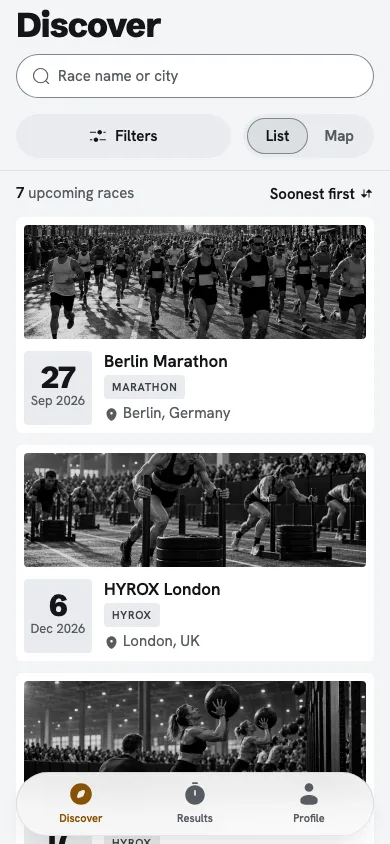 Discover
Race name or city
Filters
List
Map
7 upcoming races
Soonest first
27
Sep 2026
Berlin Marathon
MARATHON
Berlin, Germany
6
Dec 2026
HYROX London
HYROX
London, UK
Discover
Results
Profile
HYROX